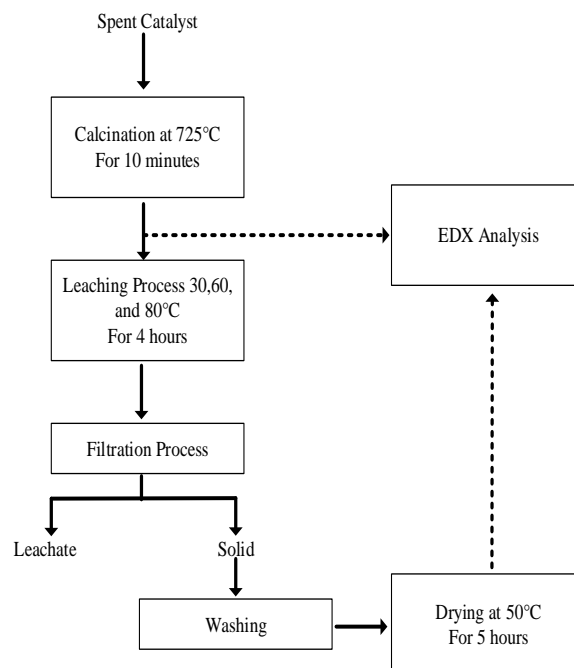 Spent Catalyst
Calcination at 725°C
For 10 minutes
EDX Analysis
Leaching Process 30,60,
and 80°C
For 4 hours
Filtration Process
Leachate
Solid
Washing
Drying at 50°C
For 5 hours